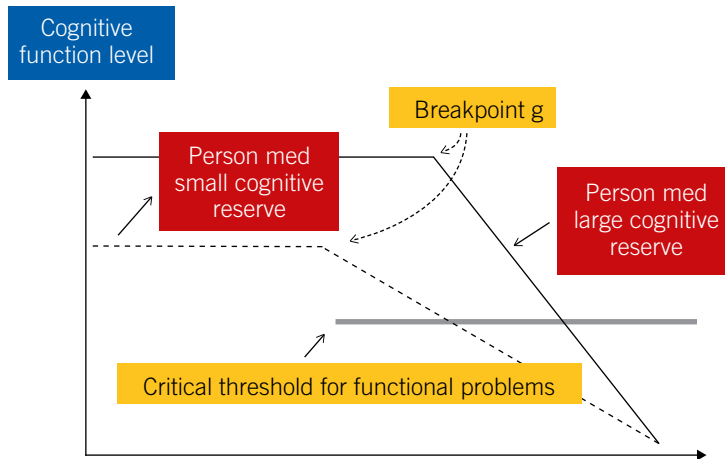 Cognitive
function level
Breakpoint g
Person med
small cognitive
reserve
Person med
large cognitive
reserve
Critical threshold for functional problems